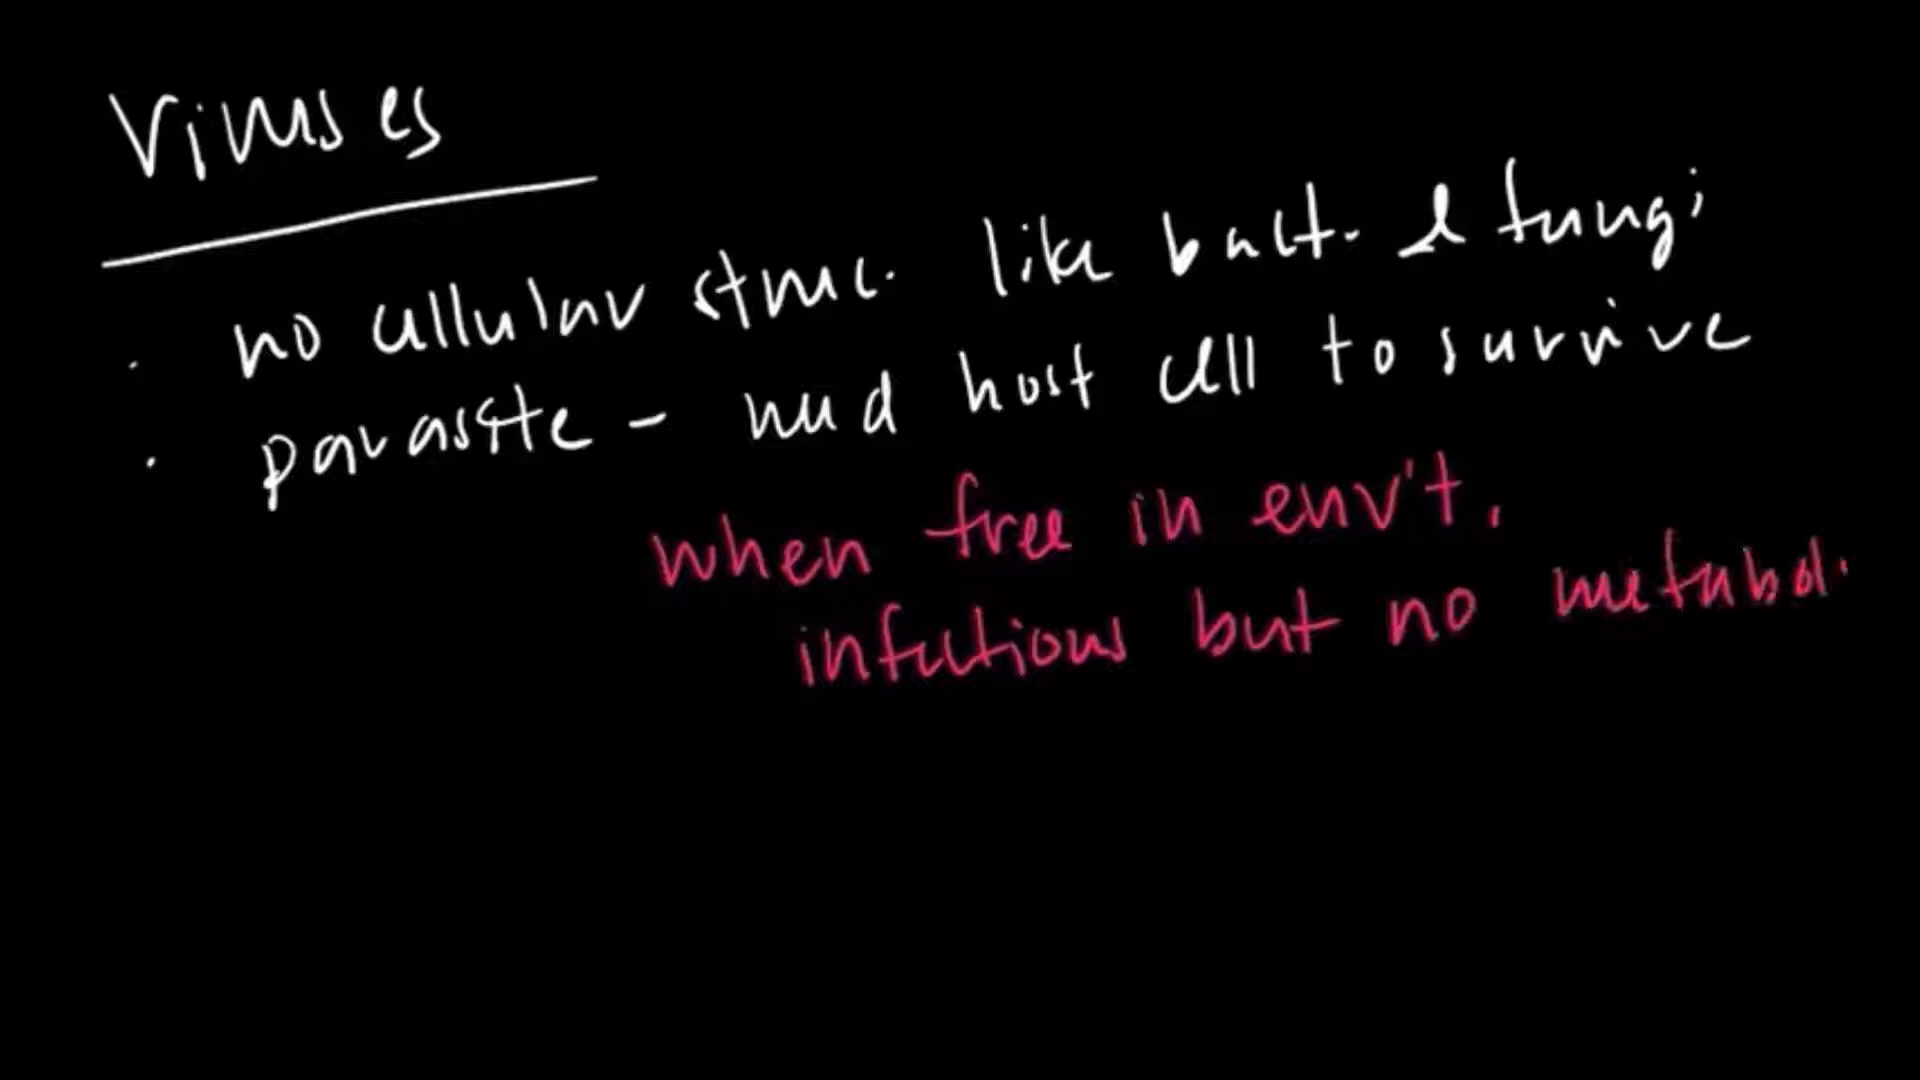 Viruses
· no cellular struc. like bact. & fungi
· parasite - need host cell to survive
when free in env't.
infectious but no metabol.